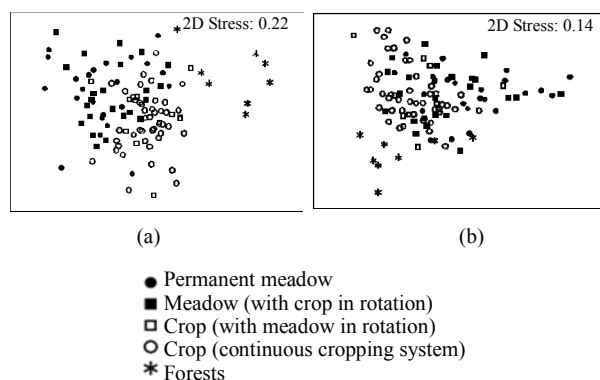 2D Stress: 0.22
2D Stress: 0.14
(a)
(b)
Permanent meadow
Meadow (with crop in rotation)
Crop (with meadow in rotation)
Crop (continuous cropping system)
Forests